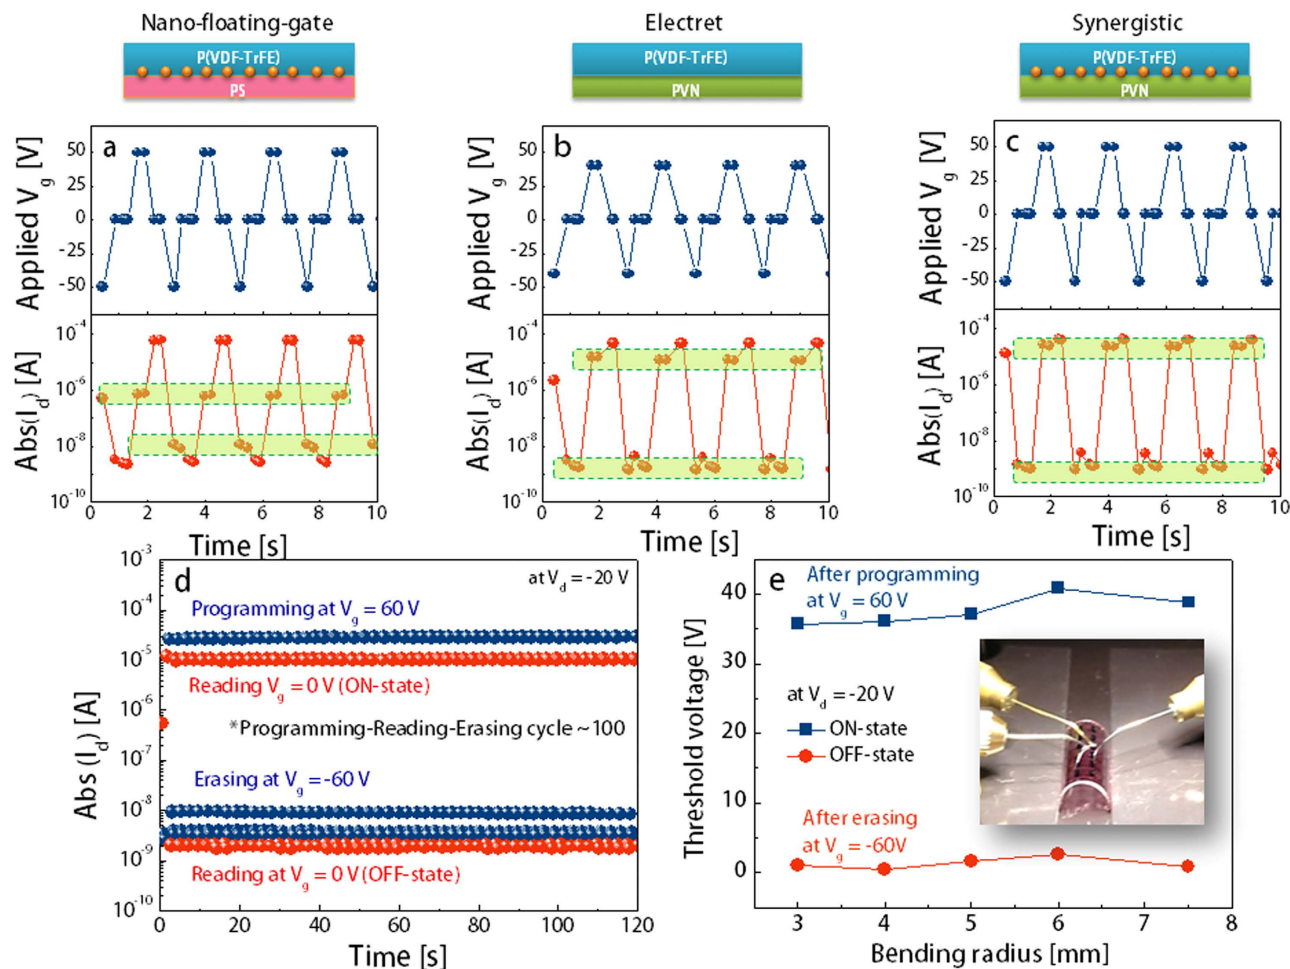 Nano-floating-gate
Electret
Synergistic
P(VDF-TrFE)
PS
P(VDF-TrFE)
PVN
P(VDF-TrFE)
PVN
a
Applied V_g [V]
50
25
0
-25
-50
Abs(I_d) [A]
10^-4
10^-6
10^-8
10^-10
0 2 4 6 8 10
Time [s]
b
Applied V_g [V]
50
25
0
-25
-50
Abs(I_d) [A]
10^-4
10^-6
10^-8
10^-10
0 2 4 6 8 10
Time [s]
c
Applied V_g [V]
50
25
0
-25
-50
Abs(I_d) [A]
10^-4
10^-6
10^-8
10^-10
0 2 4 6 8 10
Time [s]
d
at V_d = -20 V
Programming at V_g = 60 V
Reading V_g = 0 V (ON-state)
*Programming-Reading-Erasing cycle ~100
Erasing at V_g = -60 V
Reading at V_g = 0 V (OFF-state)
Abs (I_d) [A]
10^-3
10^-4
10^-5
10^-6
10^-7
10^-8
10^-9
10^-10
0 20 40 60 80 100 120
Time [s]
e
After programming
at V_g = 60 V
at V_d = -20 V
ON-state
OFF-state
After erasing
at V_g = -60V
Threshold voltage [V]
40
30
20
10
0
3 4 5 6 7 8
Bending radius [mm]